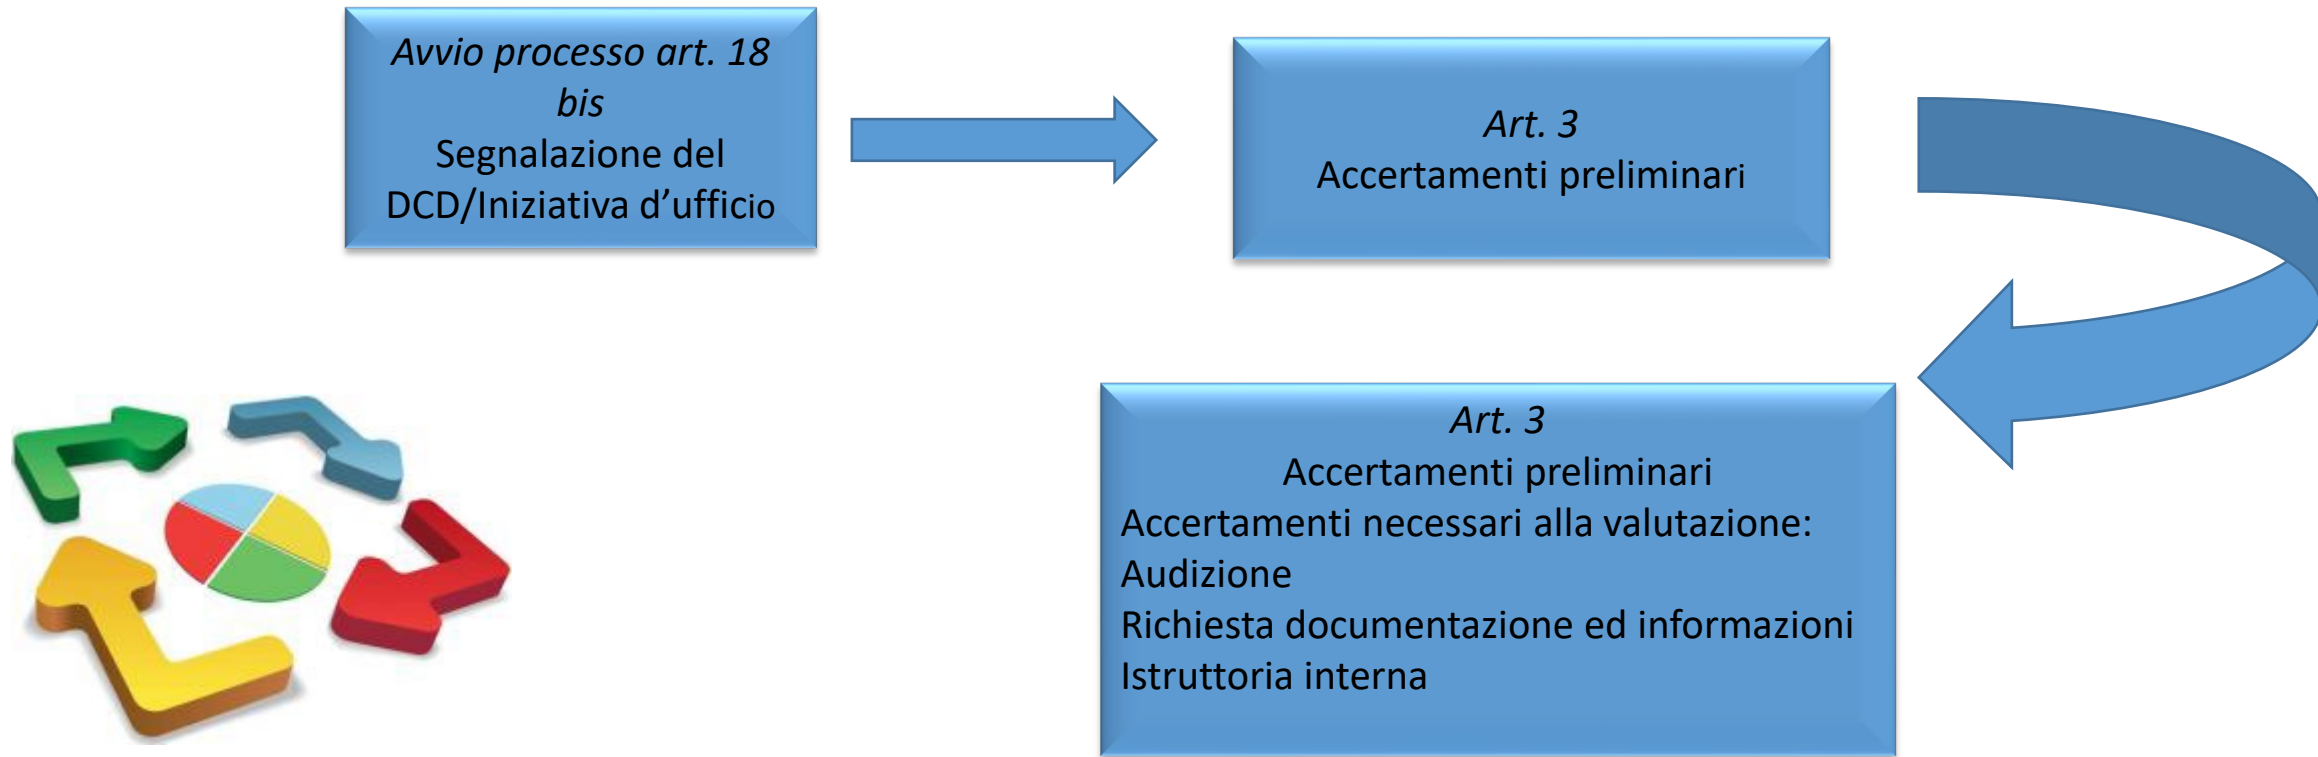 Avvio processo art. 18
bis
Segnalazione del
DCD/Iniziativa d’ufficio
Art. 3
Accertamenti preliminari
Art. 3
Accertamenti preliminari
Accertamenti necessari alla valutazione:
Audizione
Richiesta documentazione ed informazioni
Istruttoria interna